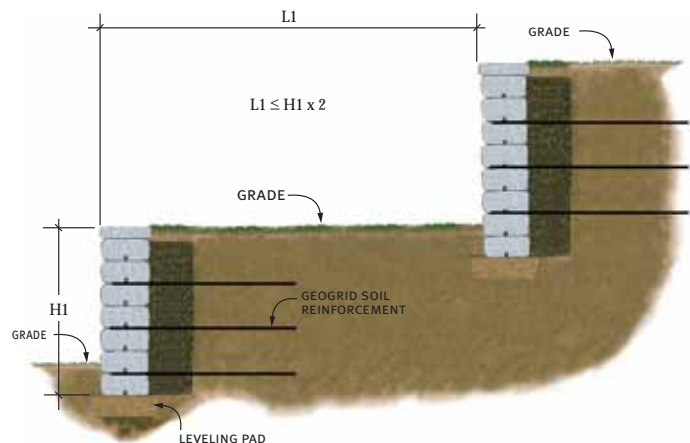 L1
GRADE
L1 ≤ H1 x 2
GRADE
H1
GEOGRID SOIL
REINFORCEMENT
GRADE
LEVELING PAD